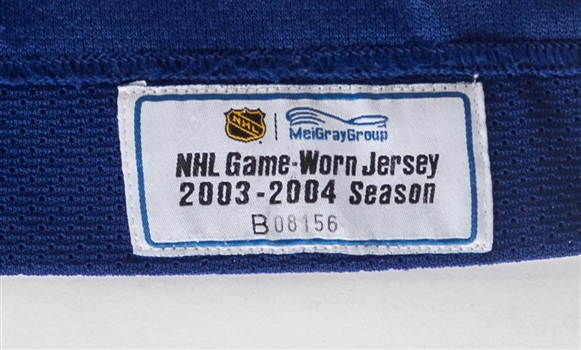 NHL MeiGrayGroup
NHL Game-Worn Jersey
2003-2004 Season
B08156